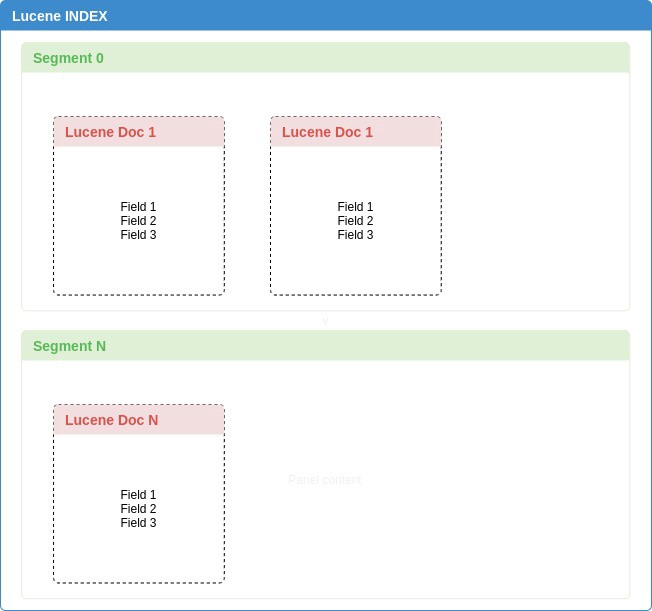 Lucene INDEX
Segment 0
Lucene Doc 1
Field 1
Field 2
Field 3
Lucene Doc 1
Field 1
Field 2
Field 3
v
Segment N
Lucene Doc N
Field 1
Field 2
Field 3
Panel content